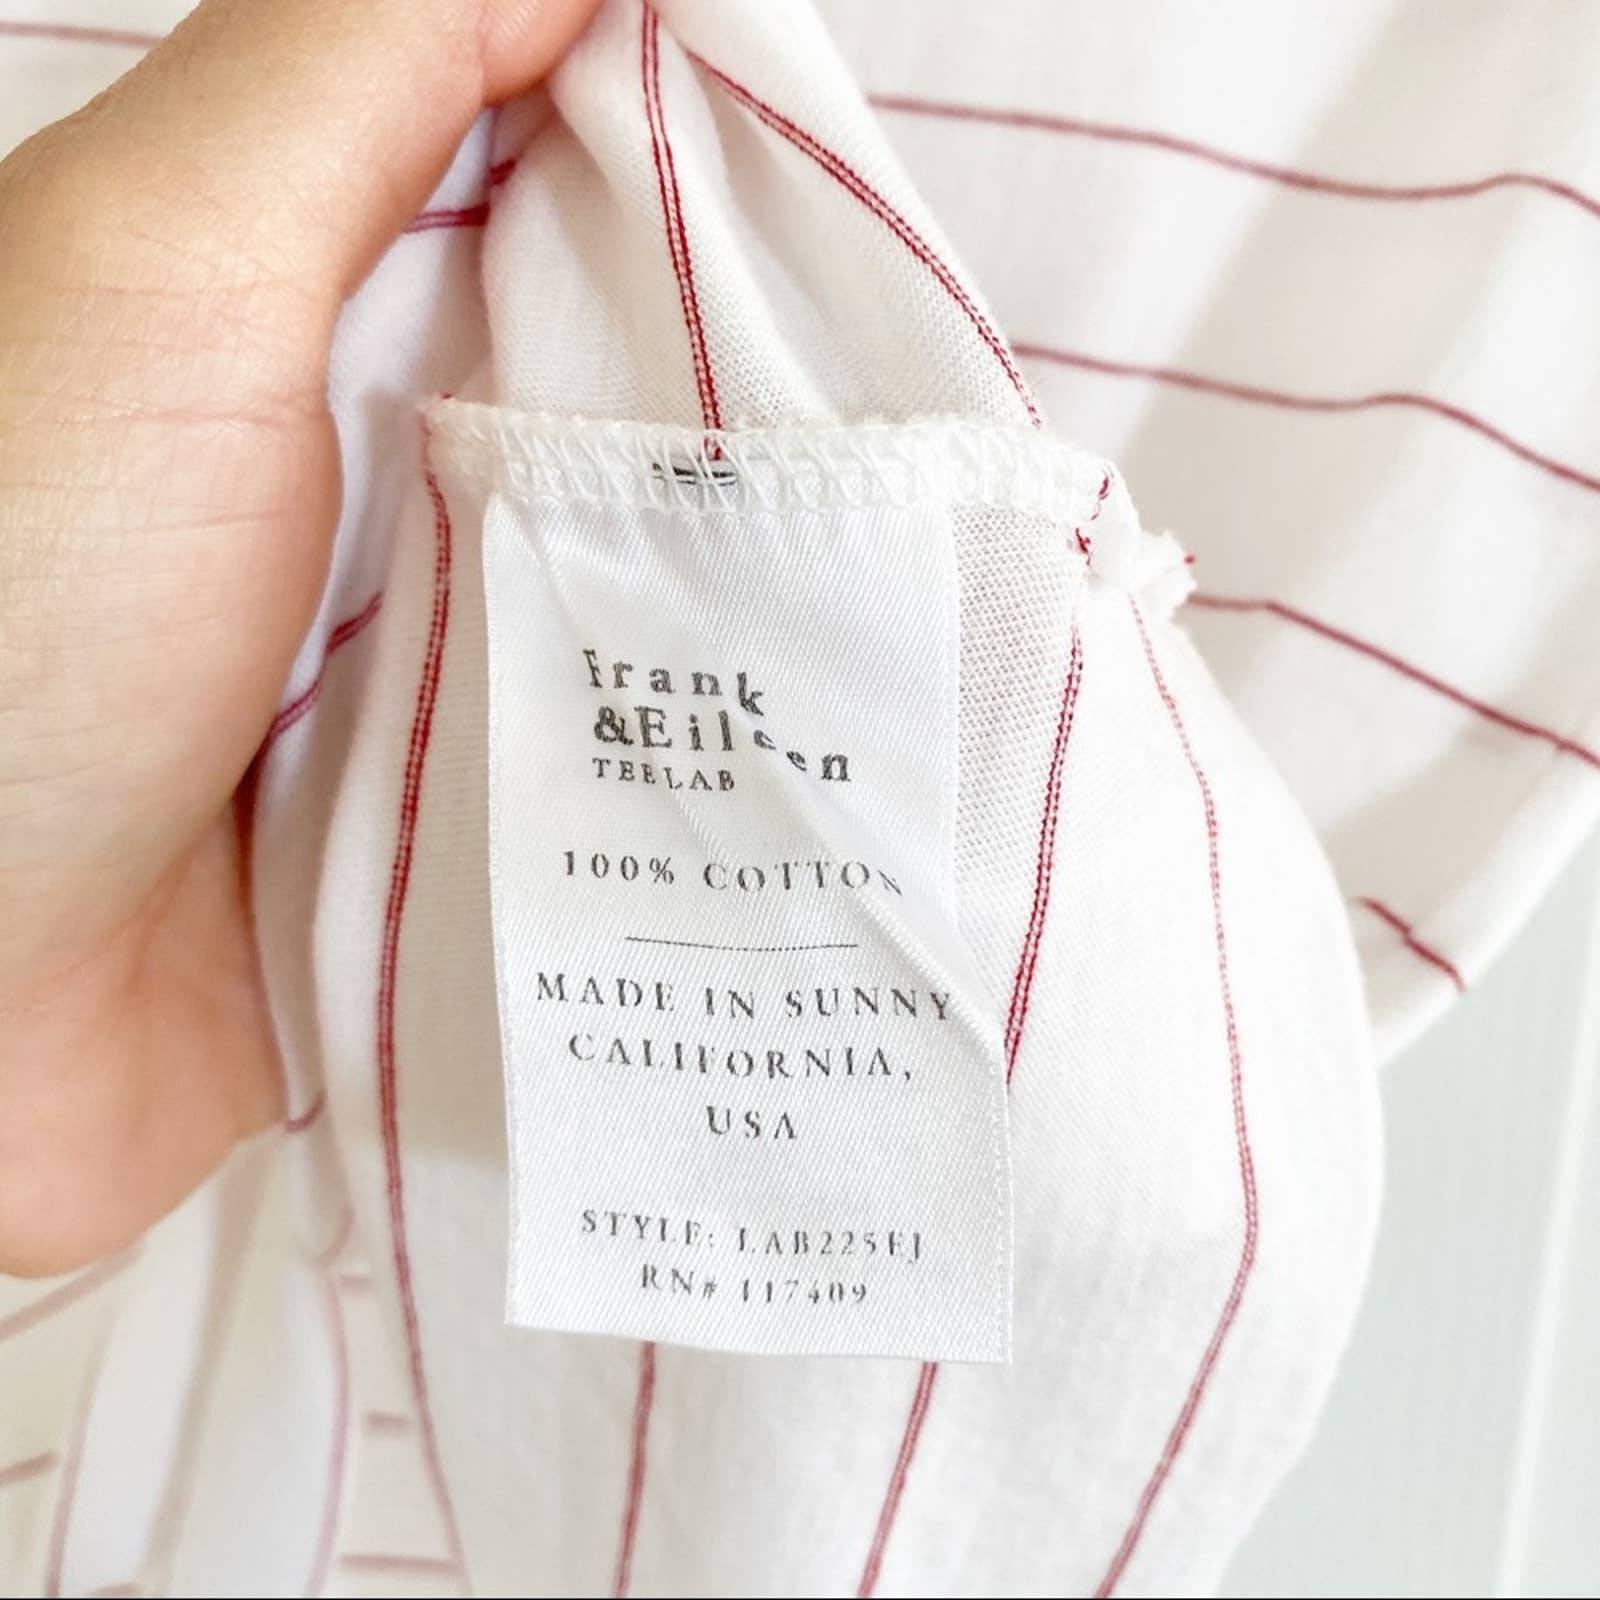 Frank
&Eileen
TEELAB
100% COTTON
MADE IN SUNNY
CALIFORNIA,
USA
STYLE: LAB225EJ
RN# 117409